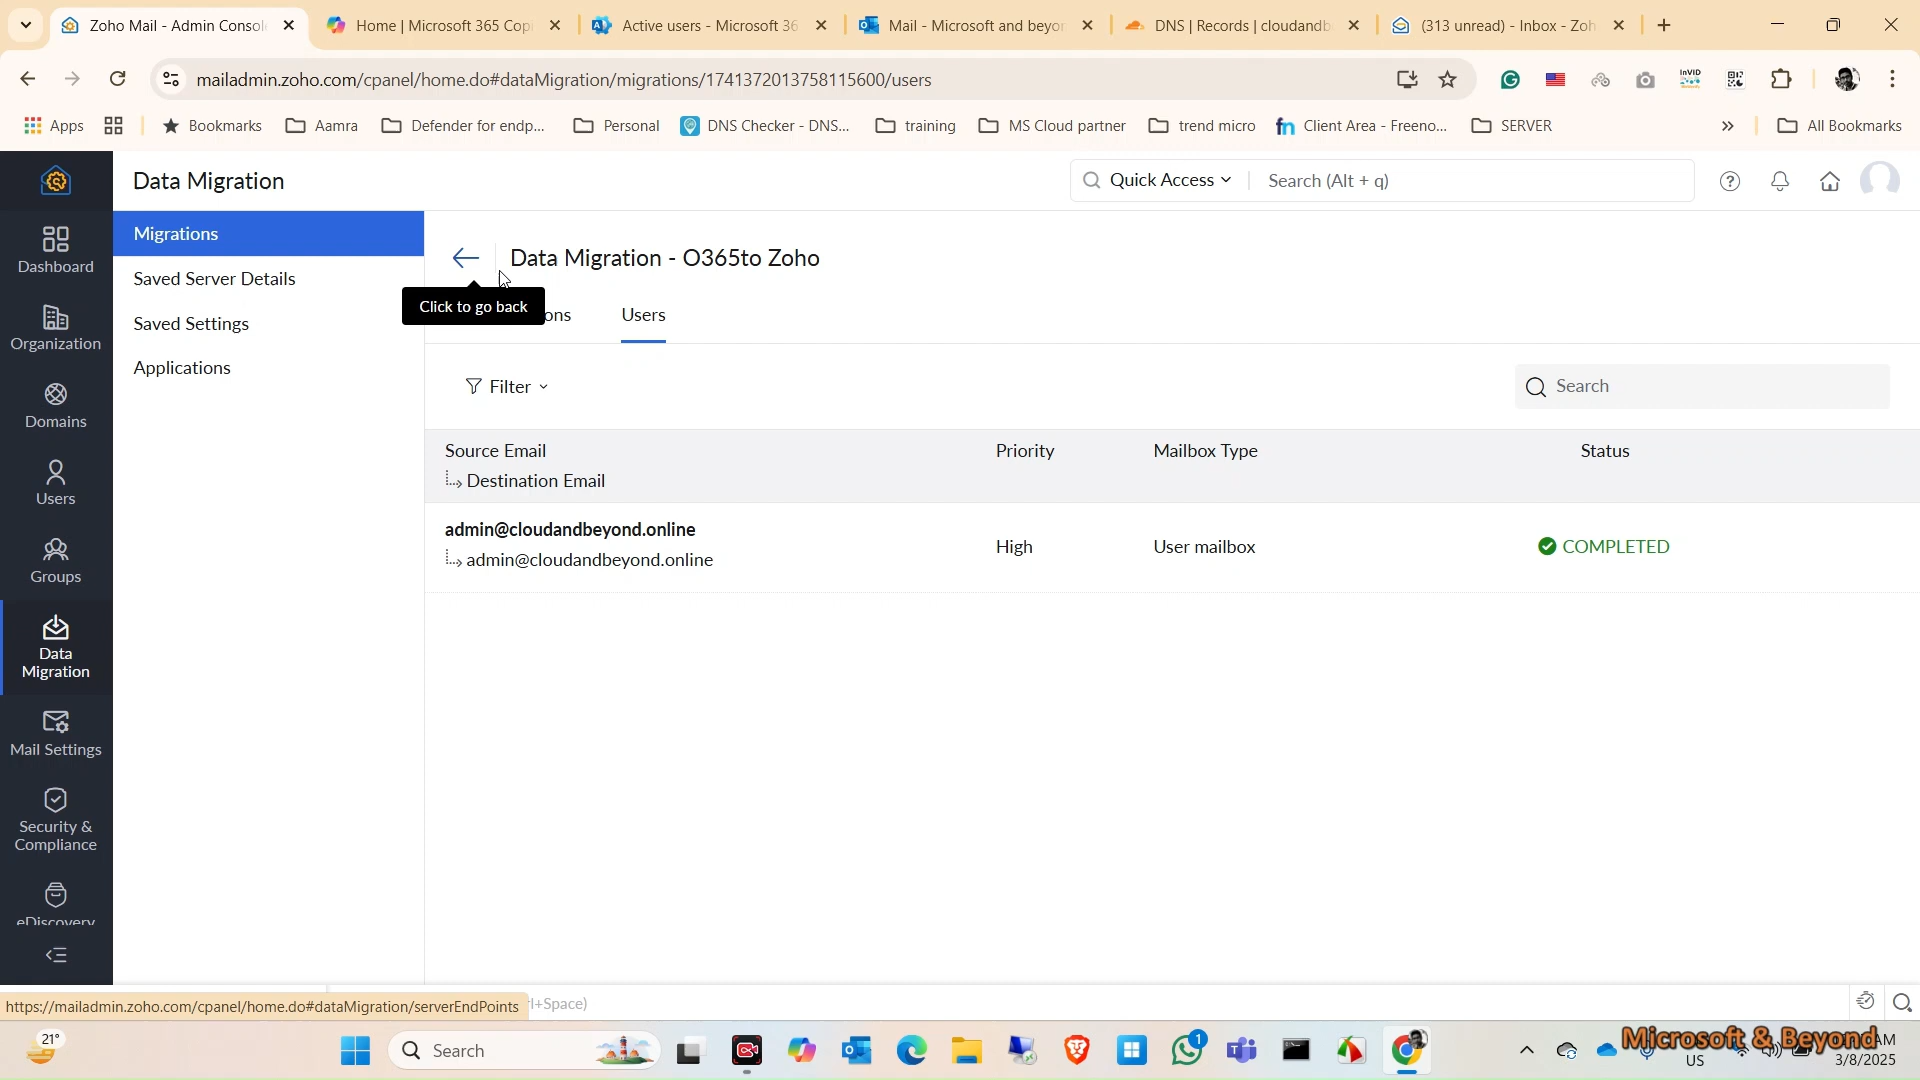 Zoho Mail - Admin Consol
Home | Microsoft 365 Cop
Active users - Microsoft 36
Mail - Microsoft and beyon
DNS | Records | cloudandb
(313 unread) - Inbox - Zoh
mailadmin.zoho.com/cpanel/home.do#dataMigration/migrations/1741372013758115600/users
InVID
Apps
Bookmarks
Aamra
Defender for endp...
Personal
DNS Checker - DNS...
training
MS Cloud partner
trend micro
Client Area - Freeno...
SERVER
All Bookmarks
Data Migration
Quick Access
Search (Alt + q)
Dashboard
Organization
Domains
Users
Groups
Data
Migration
Mail Settings
Security &
Compliance
eDiscovery
Migrations
Saved Server Details
Saved Settings
Applications
Data Migration - O365to Zoho
Click to go back
ons
Users
Filter
Search
Source Email
Destination Email
Priority
Mailbox Type
Status
admin@cloudandbeyond.online
admin@cloudandbeyond.online
High
User mailbox
COMPLETED
https://mailadmin.zoho.com/cpanel/home.do#dataMigration/serverEndPoints
l+Space)
21°
Search
1
US
Microsoft & Beyond
AM
3/8/2025